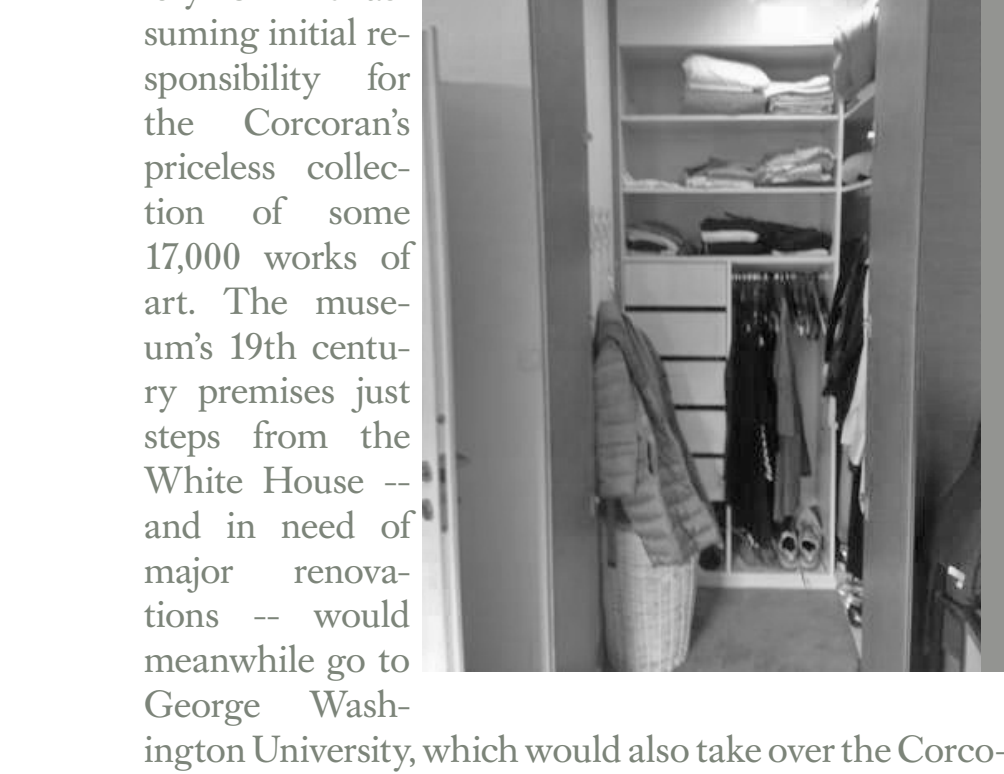 suming initial re-
sponsibility for
the Corcoran's
priceless collec-
tion of some
17,000 works of
art. The muse-
um's 19th centu-
ry premises just
steps from the
White House --
and in need of
major renova-
tions -- would
meanwhile go to
George Wash-
ington University, which would also take over the Corco-